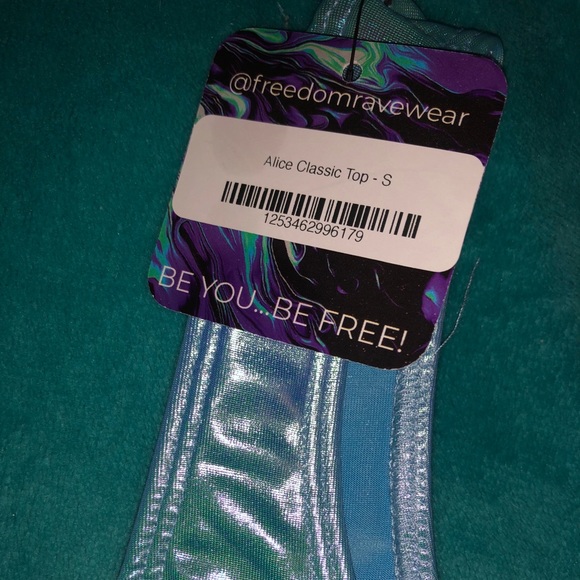 @freedomravewear
Alice Classic Top - S
1253462996179
BE YOU...BE FREE!